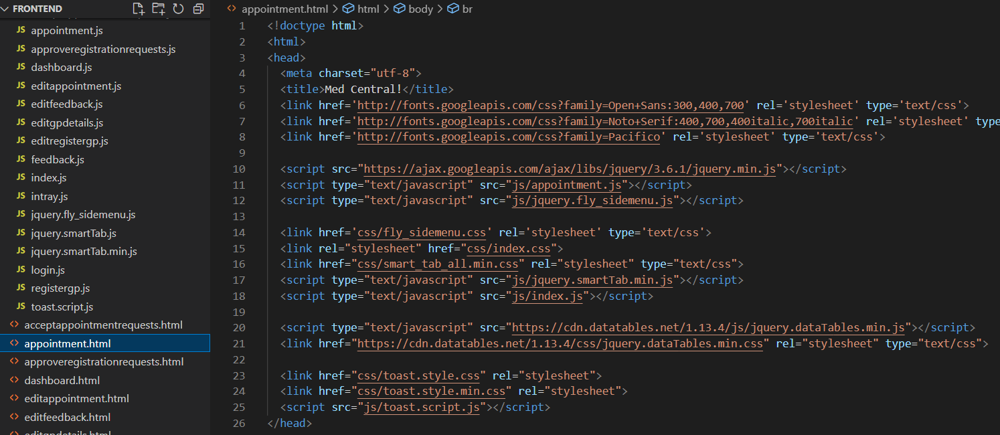 FRONTEND
JS appointment.js
JS approveregistrationrequests.js
JS dashboard.js
JS editappointment.js
JS editfeedback.js
JS editgpdetails.js
JS editregistergp.js
JS feedback.js
JS index.js
JS intray.js
JS jquery.fly_sidemenu.js
JS jquery.smartTab.js
JS jquery.smartTab.min.js
JS login.js
JS registergp.js
JS toast.script.js
<> acceptappointmentrequests.html
<> appointment.html
<> approveregistrationrequests.html
<> dashboard.html
<> editappointment.html
<> editfeedback.html
<> editgpdetails.html
<> appointment.html > html > body > br
1 <!doctype html>
2 <html>
3 <head>
4 <meta charset="utf-8">
5 <title>Med Central!</title>
6 <link href='http://fonts.googleapis.com/css?family=Open+Sans:300,400,700' rel='stylesheet' type='text/css'>
7 <link href='http://fonts.googleapis.com/css?family=Noto+Serif:400,700,400italic,700italic' rel='stylesheet' type
8 <link href='http://fonts.googleapis.com/css?family=Pacifico' rel='stylesheet' type='text/css'>
9
10 <script src="https://ajax.googleapis.com/ajax/libs/jquery/3.6.1/jquery.min.js"></script>
11 <script type="text/javascript" src="js/appointment.js"></script>
12 <script type="text/javascript" src="js/jquery.fly_sidemenu.js"></script>
13
14 <link href='css/fly_sidemenu.css' rel='stylesheet' type='text/css'>
15 <link rel="stylesheet" href="css/index.css">
16 <link href="css/smart_tab_all.min.css" rel="stylesheet" type="text/css">
17 <script type="text/javascript" src="js/jquery.smartTab.min.js"></script>
18 <script type="text/javascript" src="js/index.js"></script>
19
20 <script type="text/javascript" src="https://cdn.datatables.net/1.13.4/js/jquery.dataTables.min.js"></script>
21 <link href="https://cdn.datatables.net/1.13.4/css/jquery.dataTables.min.css" rel="stylesheet" type="text/css">
22
23 <link href="css/toast.style.css" rel="stylesheet">
24 <link href="css/toast.style.min.css" rel="stylesheet">
25 <script src="js/toast.script.js"></script>
26 </head>